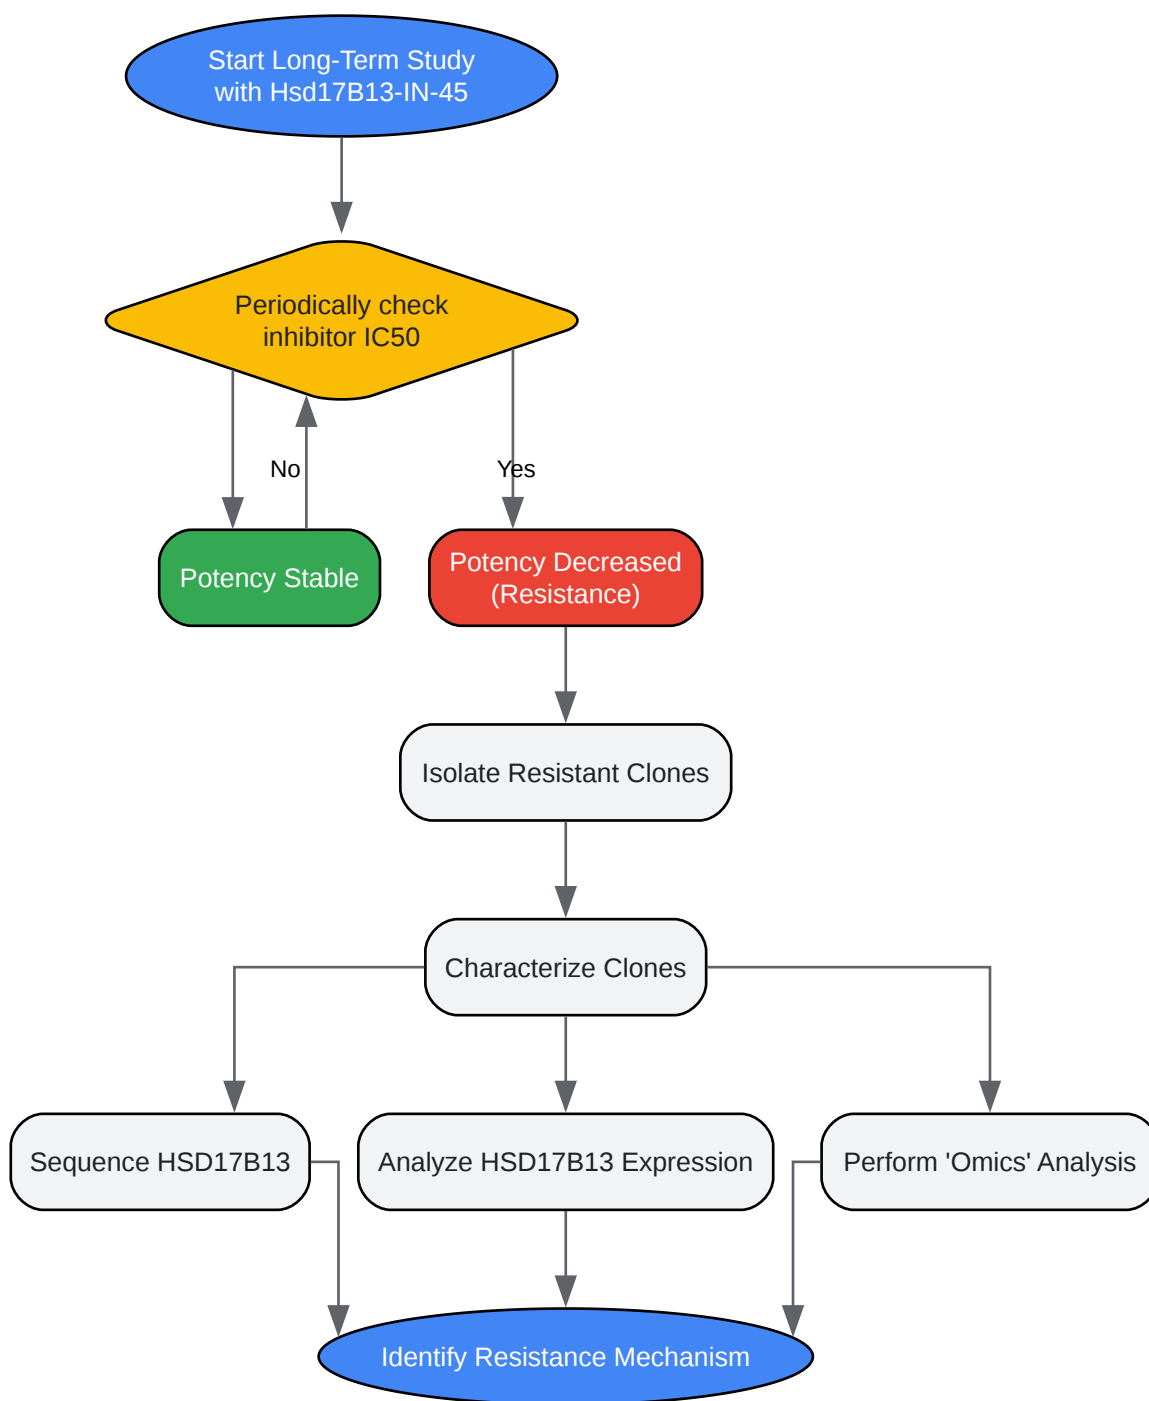 Start Long-Term Study
with Hsd17B13-IN-45
Periodically check
inhibitor IC50
No
Yes
Potency Stable
Potency Decreased
(Resistance)
Isolate Resistant Clones
Characterize Clones
Sequence HSD17B13
Analyze HSD17B13 Expression
Perform 'Omics' Analysis
Identify Resistance Mechanism